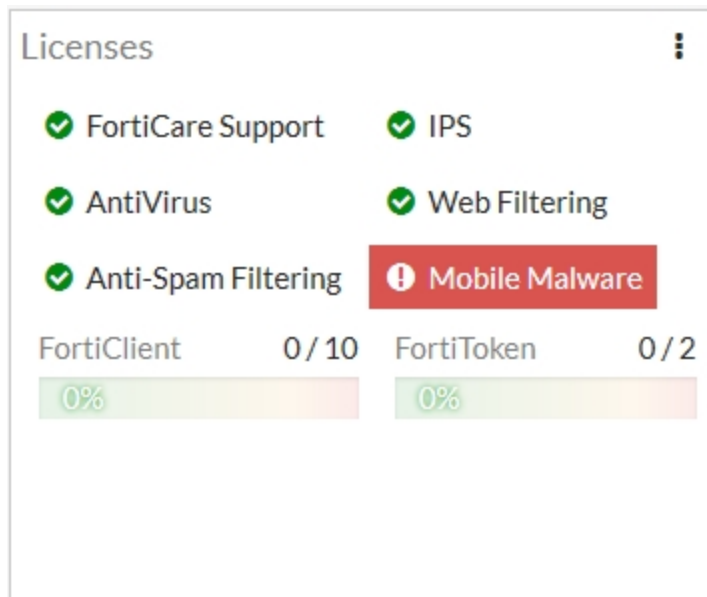 Licenses
FortiCare Support IPS
AntiVirus Web Filtering
Anti-Spam Filtering Mobile Malware
FortiClient 0 / 10 FortiToken 0 / 2
0% 0%